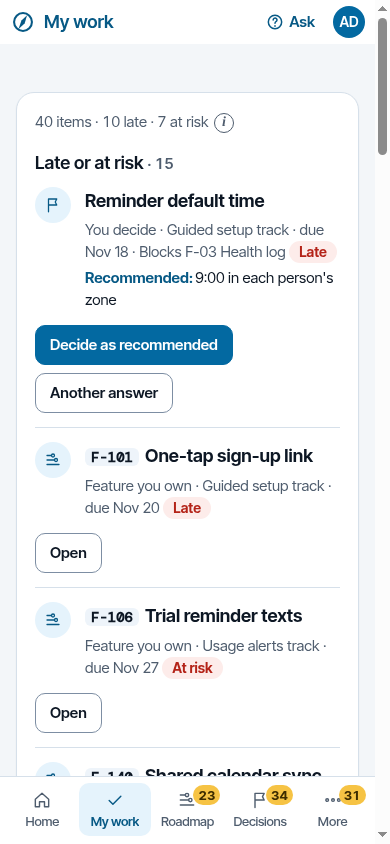 My work
Ask
AD
40 items · 10 late · 7 at risk i
Late or at risk · 15
Reminder default time
You decide · Guided setup track · due
Nov 18 · Blocks F-03 Health log Late
Recommended: 9:00 in each person's
zone
Decide as recommended
Another answer
F-101 One-tap sign-up link
Feature you own · Guided setup track ·
due Nov 20 Late
Open
F-106 Trial reminder texts
Feature you own · Usage alerts track ·
due Nov 27 At risk
Open
F-140 Shared calendar sync
23
34
31
Home
My work
Roadmap
Decisions
More